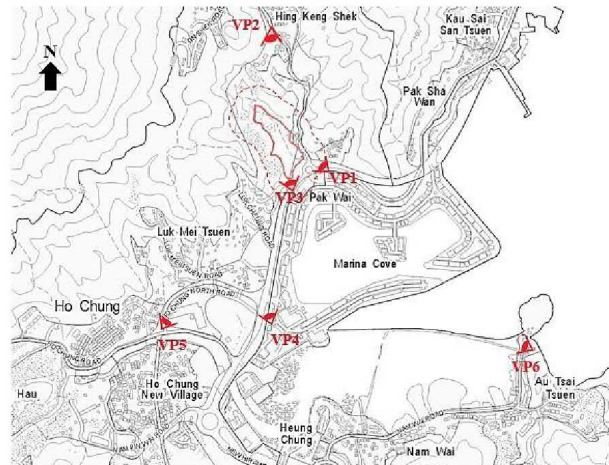 Hing Keng Shek
VP2
Kau Sai
San Tsuen
N
Pak Sha
Wan
VP1
VP3
Pak Wai
Luk Mei Tsuen
Marina Cove
Ho Chung
VP4
VP5
VP6
Ho Chung
New Village
Au Tsai
Tsuen
Hau
Heung
Chung
Nam Wai